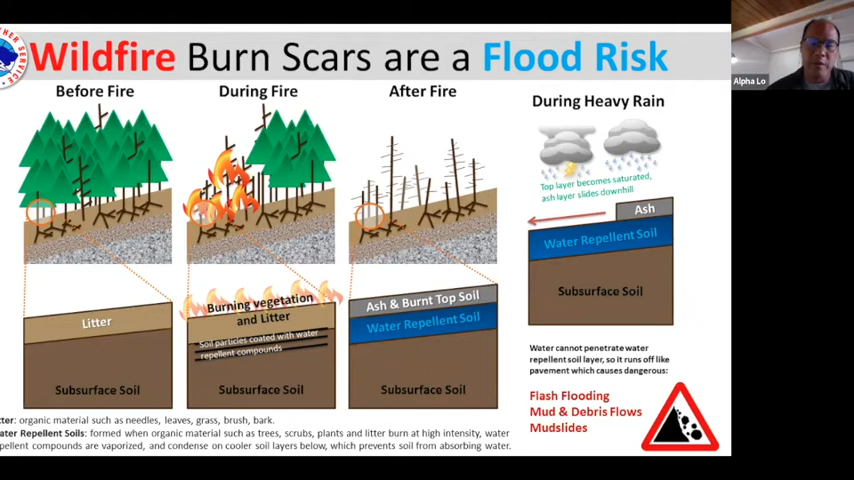 Wildfire Burn Scars are a Flood Risk
HER SERVICE
Alpha Lo
Before Fire
During Fire
After Fire
During Heavy Rain
Top layer becomes saturated,
ash layer slides downhill
Ash
Water Repellent Soil
Subsurface Soil
Litter
Subsurface Soil
Burning vegetation
and Litter
Soil particles coated with water
repellent compounds
Subsurface Soil
Ash & Burnt Top Soil
Water Repellent Soil
Subsurface Soil
Water cannot penetrate water
repellent soil layer, so it runs off like
pavement which causes dangerous:
Flash Flooding
Mud & Debris Flows
Mudslides
tter: organic material such as needles, leaves, grass, brush, bark.
ater Repellent Soils: formed when organic material such as trees, scrubs, plants and litter burn at high intensity, water
pellent compounds are vaporized, and condense on cooler soil layers below, which prevents soil from absorbing water.